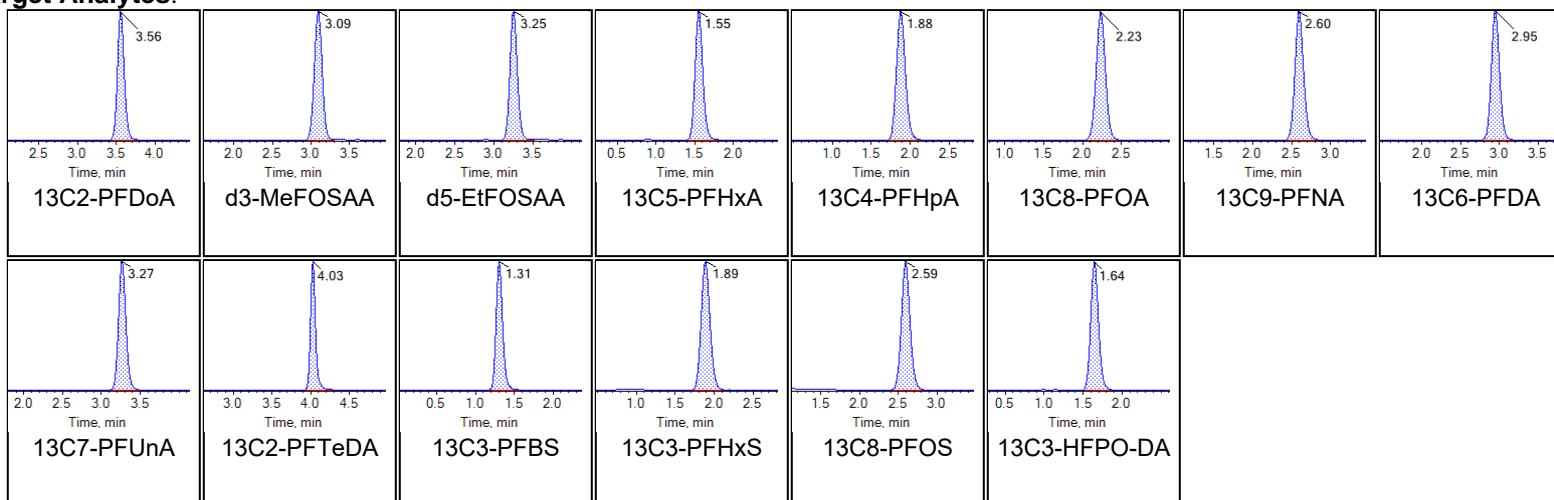 rget Analytes:
3.56
2.5 3.0 3.5 4.0
Time, min
13C2-PFDoA
3.09
2.0 2.5 3.0 3.5
Time, min
d3-MeFOSAA
3.25
2.0 2.5 3.0 3.5
Time, min
d5-EtFOSAA
1.55
0.5 1.0 1.5 2.0
Time, min
13C5-PFHxA
1.88
1.0 1.5 2.0 2.5
Time, min
13C4-PFHpA
2.23
1.0 1.5 2.0 2.5
Time, min
13C8-PFOA
2.60
1.5 2.0 2.5 3.0
Time, min
13C9-PFNA
2.95
2.0 2.5 3.0 3.5
Time, min
13C6-PFDA
3.27
2.0 2.5 3.0 3.5
Time, min
13C7-PFUnA
4.03
3.0 3.5 4.0 4.5
Time, min
13C2-PFTeDA
1.31
0.5 1.0 1.5 2.0
Time, min
13C3-PFBS
1.89
1.0 1.5 2.0 2.5
Time, min
13C3-PFHxS
2.59
1.5 2.0 2.5 3.0
Time, min
13C8-PFOS
1.64
0.5 1.0 1.5 2.0
Time, min
13C3-HFPO-DA